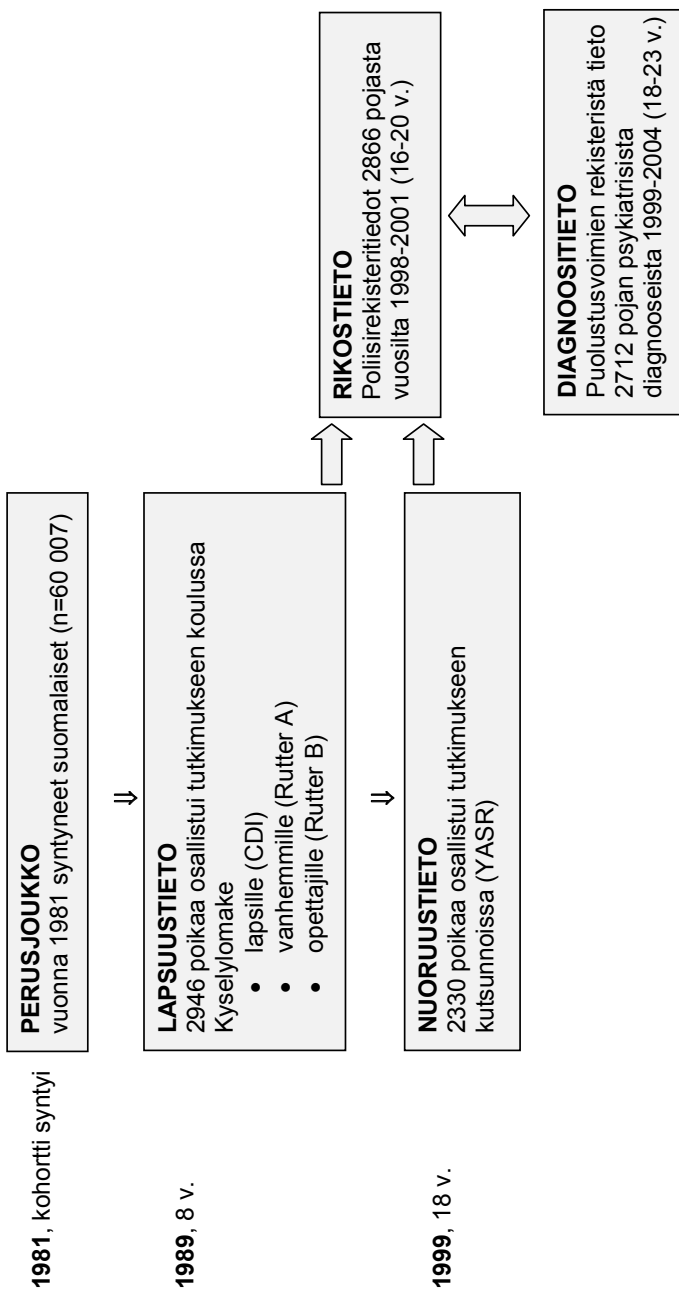 1981, kohortti syntyi
PERUSJOUKKO
vuonna 1981 syntyneet suomalaiset (n=60 007)
⇓
1989, 8 v.
LAPSUUSTIETO
2946 poikaa osallistui tutkimukseen koulussa
Kyselylomake
• lapsille (CDI)
• vanhemmille (Rutter A)
• opettajille (Rutter B)
⇓
1999, 18 v.
NUORUUSTIETO
2330 poikaa osallistui tutkimukseen
kutsunnoissa (YASR)
RIKOSTIETO
Poliisirekisteritiedot 2866 pojasta
vuosilta 1998-2001 (16-20 v.)
DIAGNOOSITIETO
Puolustusvoimien rekisteristä tieto
2712 pojan psykiatrisista
diagnooseista 1999-2004 (18-23 v.)